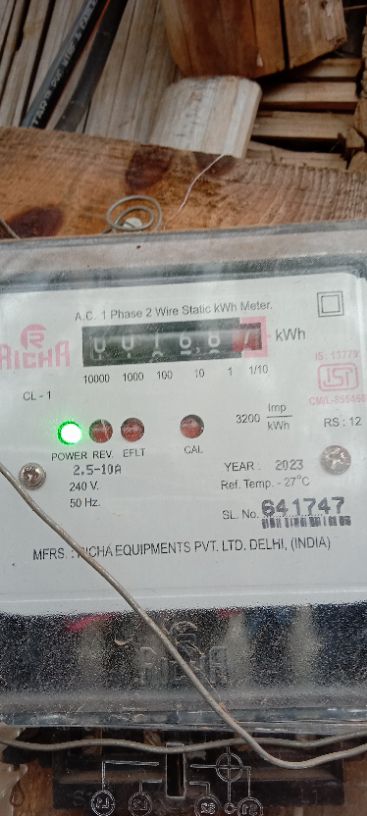 A.C. 1 Phase 2 Wire Static kWh Meter.
RICHA
kWh
10000 1000 100 10 1 1/10
IS: 13779
ISI
CL - 1
3200 Imp/kWh
RS : 12
POWER REV. EFLT CAL
2.5-10A
YEAR : 2023
240 V.
Ref. Temp. - 27°C
50 Hz.
SL. No. 641747
MFRS. : RICHA EQUIPMENTS PVT. LTD. DELHI, (INDIA)
RICHA